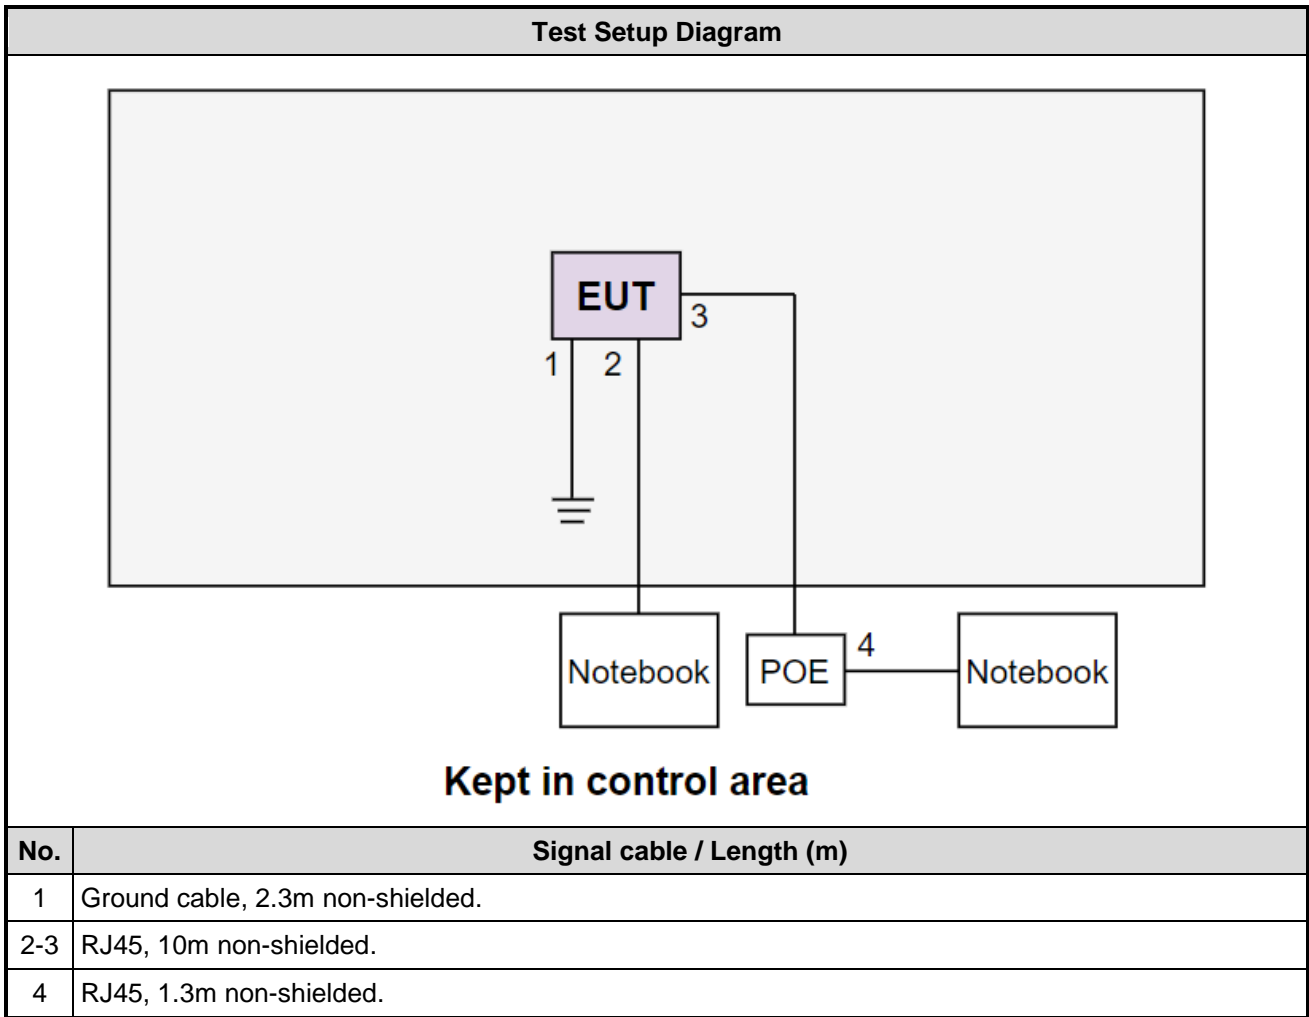 Test Setup Diagram
EUT
3
1
2
Notebook
POE
4
Notebook
Kept in control area
No.
Signal cable / Length (m)
1
Ground cable, 2.3m non-shielded.
2-3
RJ45, 10m non-shielded.
4
RJ45, 1.3m non-shielded.